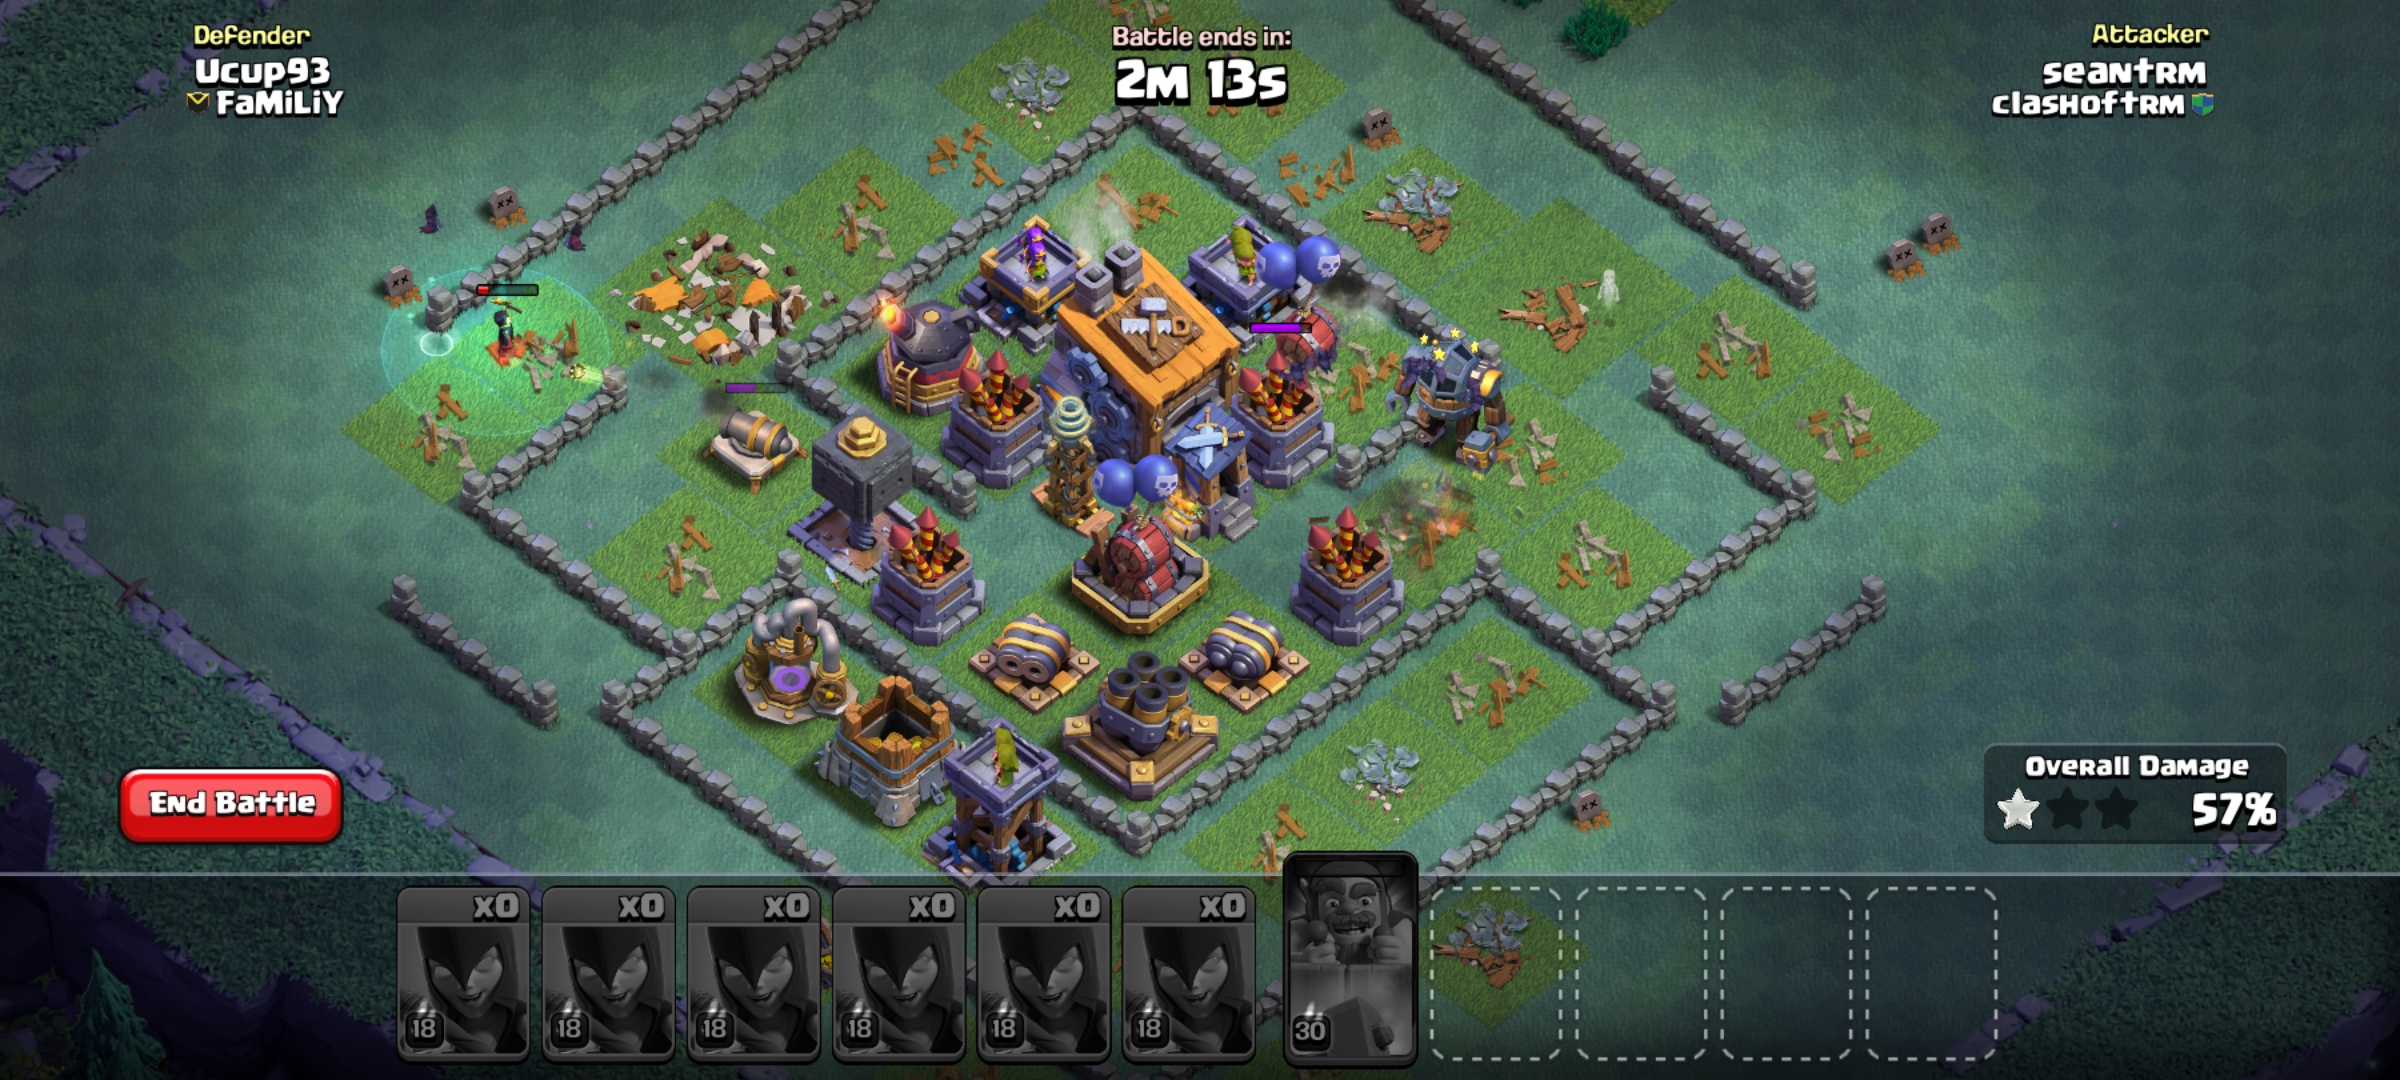 Defender
Ucup93
FaMiLiY
Battle ends in:
2M 13s
Attacker
seantRM
clashoftRM
End Battle
Overall Damage
57%
x0 x0 x0 x0 x0 x0
18 18 18 18 18 18 30